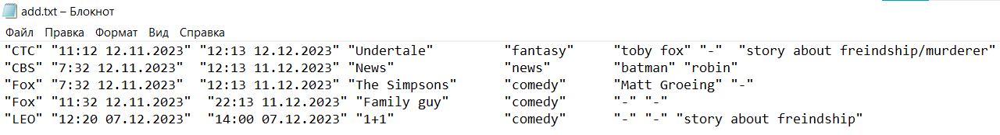 add.txt – Блокнот
Файл Правка Формат Вид Справка
"CTC" "11:12 12.11.2023" "12:13 12.12.2023" "Undertale" "fantasy" "toby fox" "-" "story about freindship/murderer"
"CBS" "7:32 12.11.2023" "12:13 11.12.2023" "News" "news" "batman" "robin"
"Fox" "7:32 12.11.2023" "12:13 11.12.2023" "The Simpsons" "comedy" "Matt Groeing" "-"
"Fox" "11:32 12.11.2023" "22:13 11.12.2023" "Family guy" "comedy" "-" "-"
"LEO" "12:20 07.12.2023" "14:00 07.12.2023" "1+1" "comedy" "-" "-" "story about freindship"